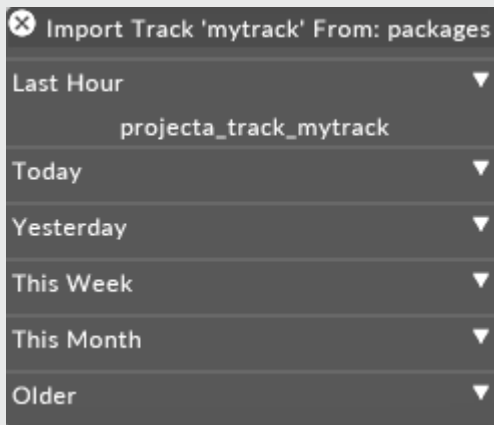 Import Track 'mytrack' From: packages
Last Hour
projecta_track_mytrack
Today
Yesterday
This Week
This Month
Older